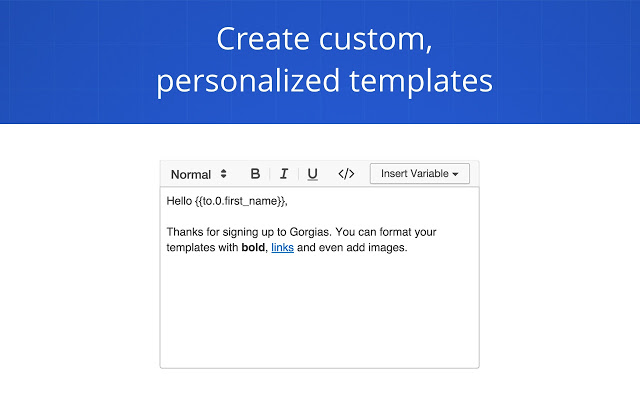 Create custom,
personalized templates
Normal B I U </> Insert Variable
Hello {{to.0.first_name}},
Thanks for signing up to Gorgias. You can format your
templates with bold, links and even add images.